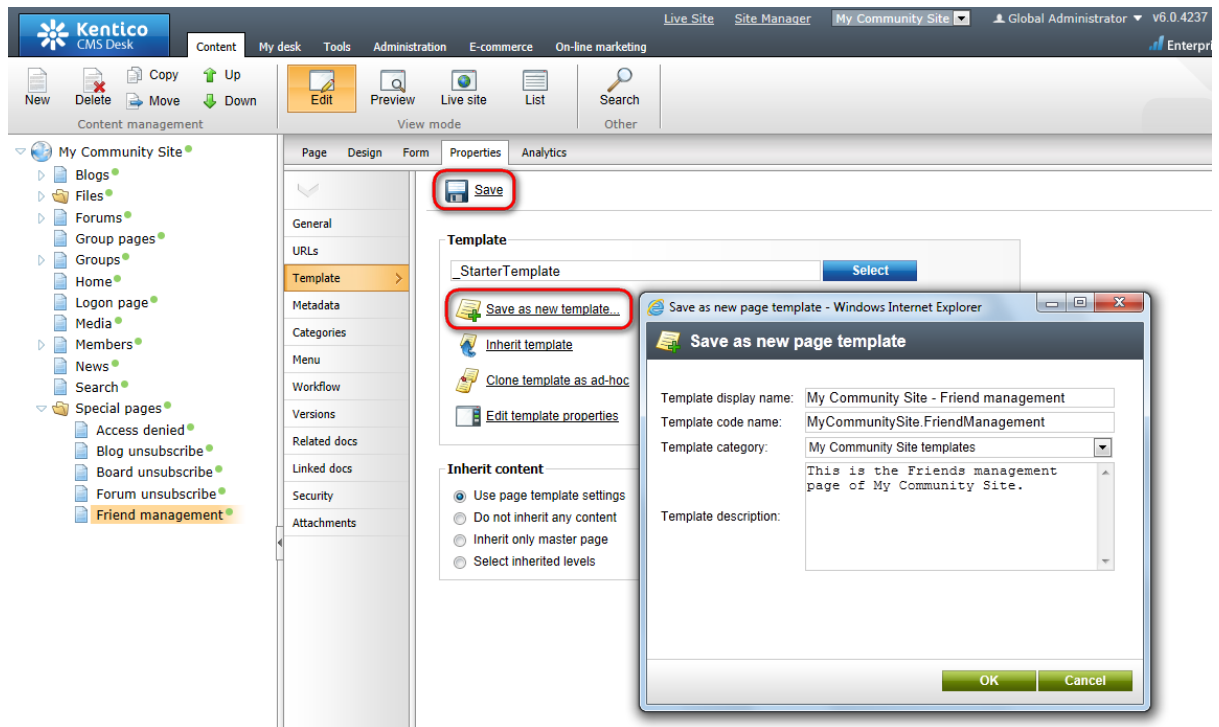 Kentico
CMS Desk
Live Site Site Manager My Community Site Global Administrator v6.0.4237
Content My desk Tools Administration E-commerce On-line marketing
New Delete Copy Move Up Down
Content management
Edit Preview Live site List
View mode
Search
Other
My Community Site
Blogs
Files
Forums
Group pages
Groups
Home
Logon page
Media
Members
News
Search
Special pages
Access denied
Blog unsubscribe
Board unsubscribe
Forum unsubscribe
Friend management
Page Design Form Properties Analytics
General
URLs
Template
Metadata
Categories
Menu
Workflow
Versions
Related docs
Linked docs
Security
Attachments
Save
Template
_StarterTemplate Select
Save as new template...
Inherit template
Clone template as ad-hoc
Edit template properties
Inherit content
Use page template settings
Do not inherit any content
Inherit only master page
Select inherited levels
Save as new page template - Windows Internet Explorer
Save as new page template
Template display name: My Community Site - Friend management
Template code name: MyCommunitySite.FriendManagement
Template category: My Community Site templates
Template description: This is the Friends management
page of My Community Site.
OK Cancel